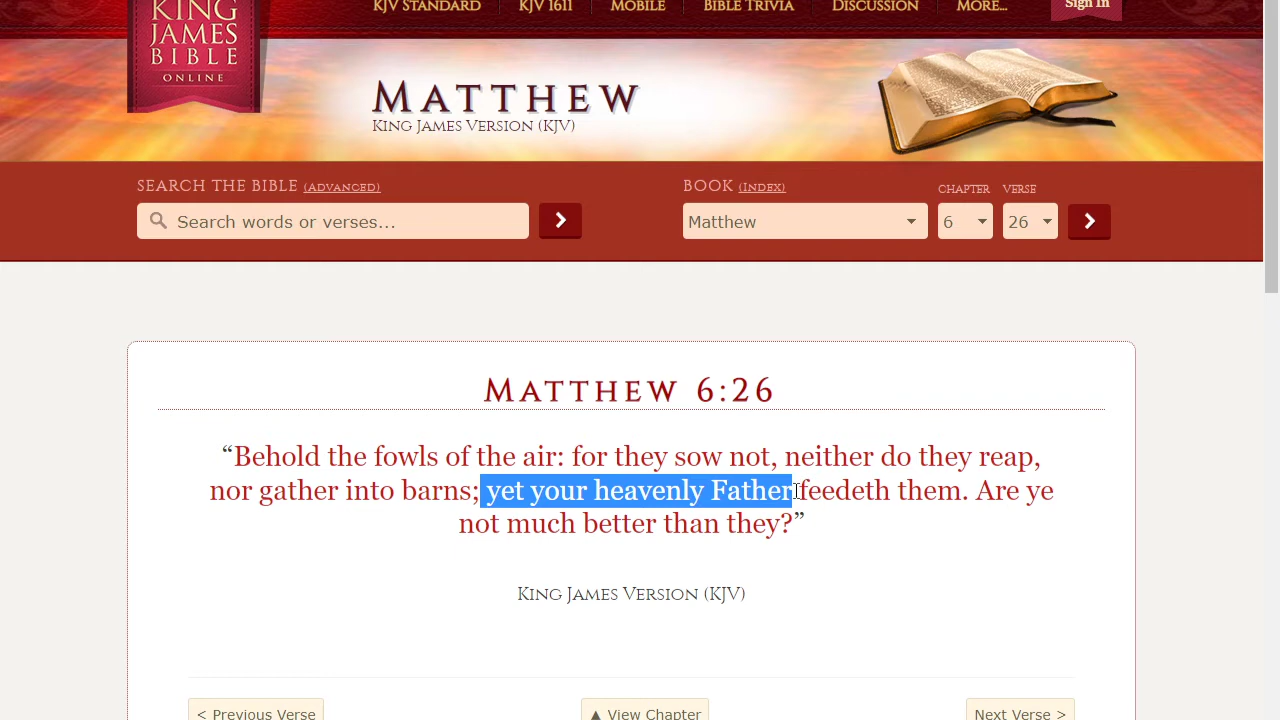 KJV Standard KJV 1611 Mobile Bible Trivia Discussion More... Sign In
KING
JAMES
BIBLE
ONLINE
Matthew
King James Version (KJV)
SEARCH THE BIBLE (Advanced) BOOK (Index) CHAPTER VERSE
Search words or verses... Matthew 6 26
Matthew 6:26
“Behold the fowls of the air: for they sow not, neither do they reap,
nor gather into barns; yet your heavenly Father feedeth them. Are ye
not much better than they?”
King James Version (KJV)
< Previous Verse ▲ View Chapter Next Verse >